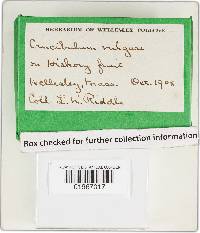 HERBARIUM OF WELLESLEY COLLEGE
Crucibulum vulgare
on Hickory fruit
Wellesley, Mass. Oct. 1908
Coll. L. W. Riddle
Box checked for further collection information
01967017